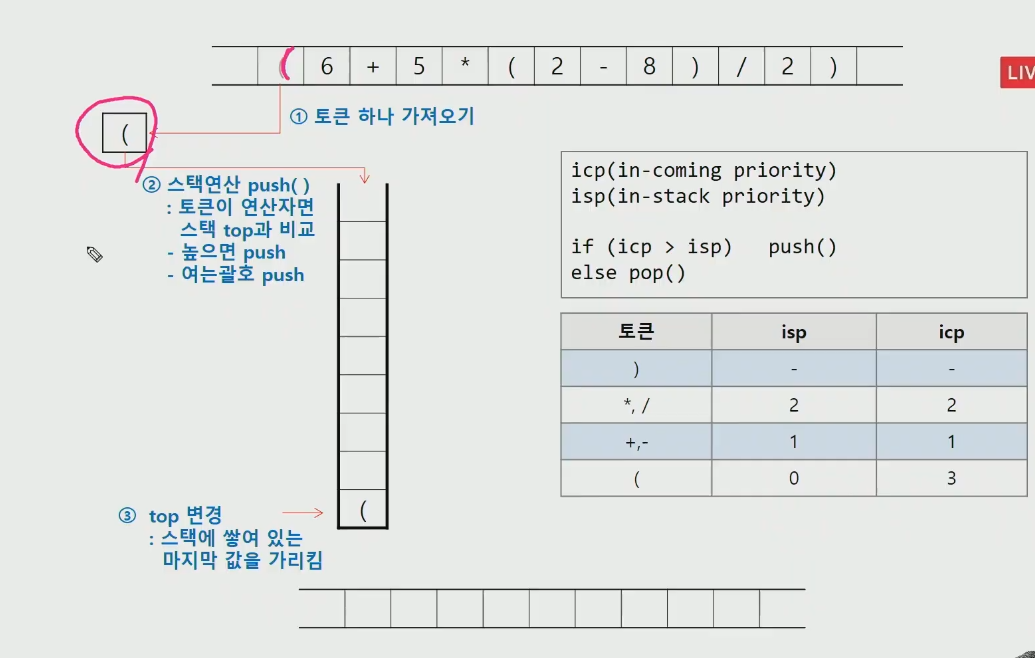 ( 6 + 5 * ( 2 - 8 ) / 2 )
LIV
① 토큰 하나 가져오기
(
② 스택연산 push( )
: 토큰이 연산자면
스택 top과 비교
- 높으면 push
- 여는괄호 push
icp(in-coming priority)
isp(in-stack priority)
if (icp > isp) push()
else pop()
토큰 isp icp
) - -
*, / 2 2
+,- 1 1
( 0 3
③ top 변경
: 스택에 쌓여 있는
마지막 값을 가리킴
(